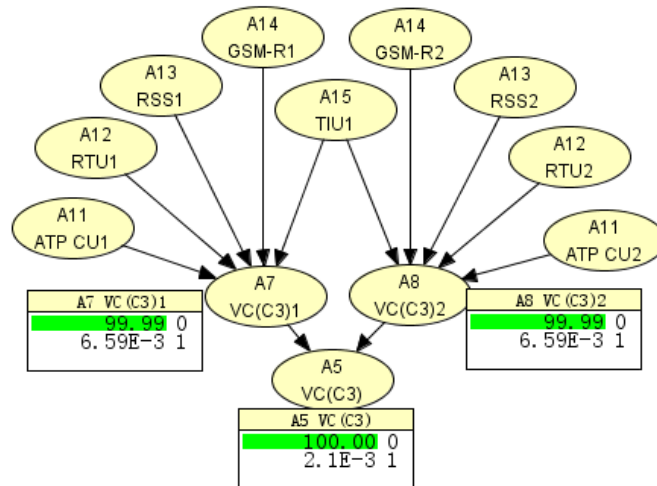 A14
GSM-R1
A14
GSM-R2
A13
RSS1
A15
TIU1
A13
RSS2
A12
RTU1
A12
RTU2
A11
ATP CU1
A11
ATP CU2
A7
VC(C3)1
A8
VC(C3)2
A7 VC(C3)1
99.99 0
6.59E-3 1
A8 VC(C3)2
99.99 0
6.59E-3 1
A5
VC(C3)
A5 VC(C3)
100.00 0
2.1E-3 1